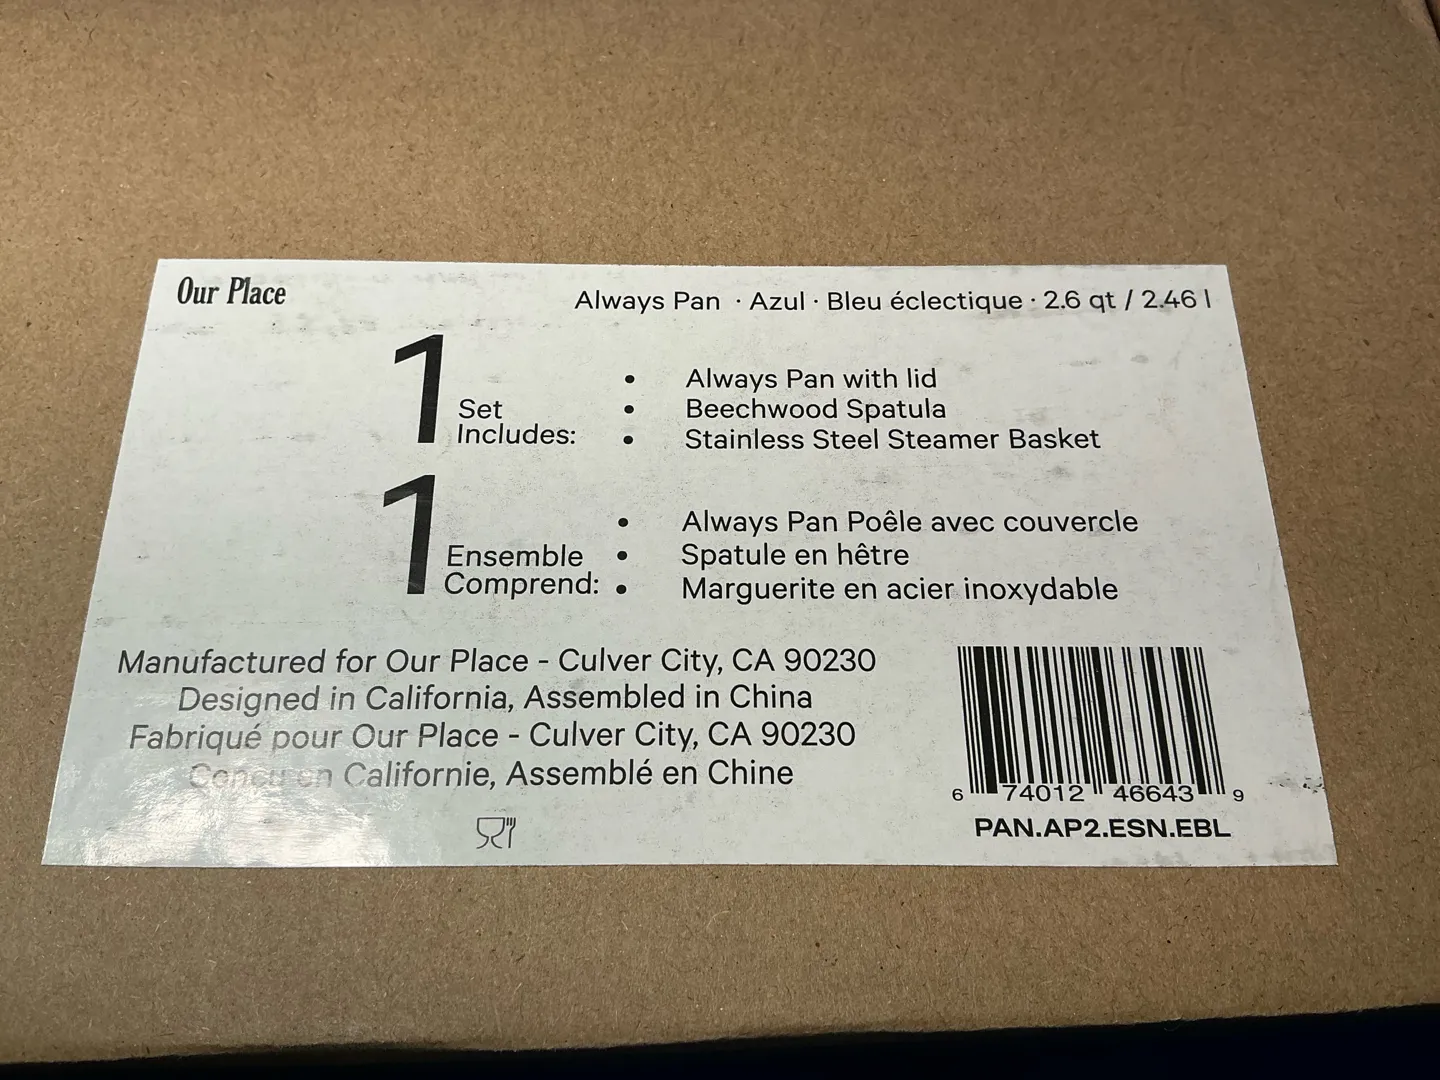 Our Place
Always Pan · Azul · Bleu éclectique · 2.6 qt / 2.46 l
1 Set Includes:
• Always Pan with lid
• Beechwood Spatula
• Stainless Steel Steamer Basket
1 Ensemble Comprend:
• Always Pan Poêle avec couvercle
• Spatule en hêtre
• Marguerite en acier inoxydable
Manufactured for Our Place - Culver City, CA 90230
Designed in California, Assembled in China
Fabriqué pour Our Place - Culver City, CA 90230
Conçu en Californie, Assemblé en Chine
6 74012 46643 9
PAN.AP2.ESN.EBL